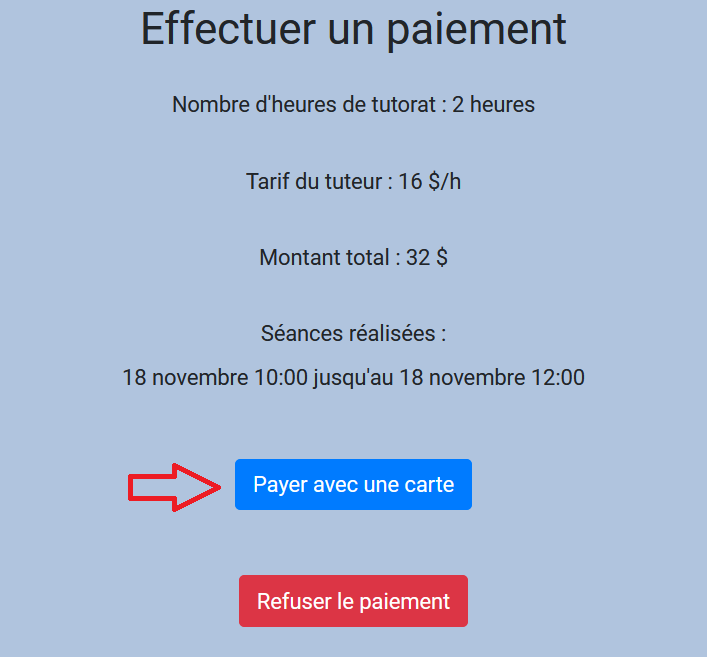 Effectuer un paiement
Nombre d'heures de tutorat : 2 heures
Tarif du tuteur : 16 $/h
Montant total : 32 $
Séances réalisées :
18 novembre 10:00 jusqu'au 18 novembre 12:00
Payer avec une carte
Refuser le paiement